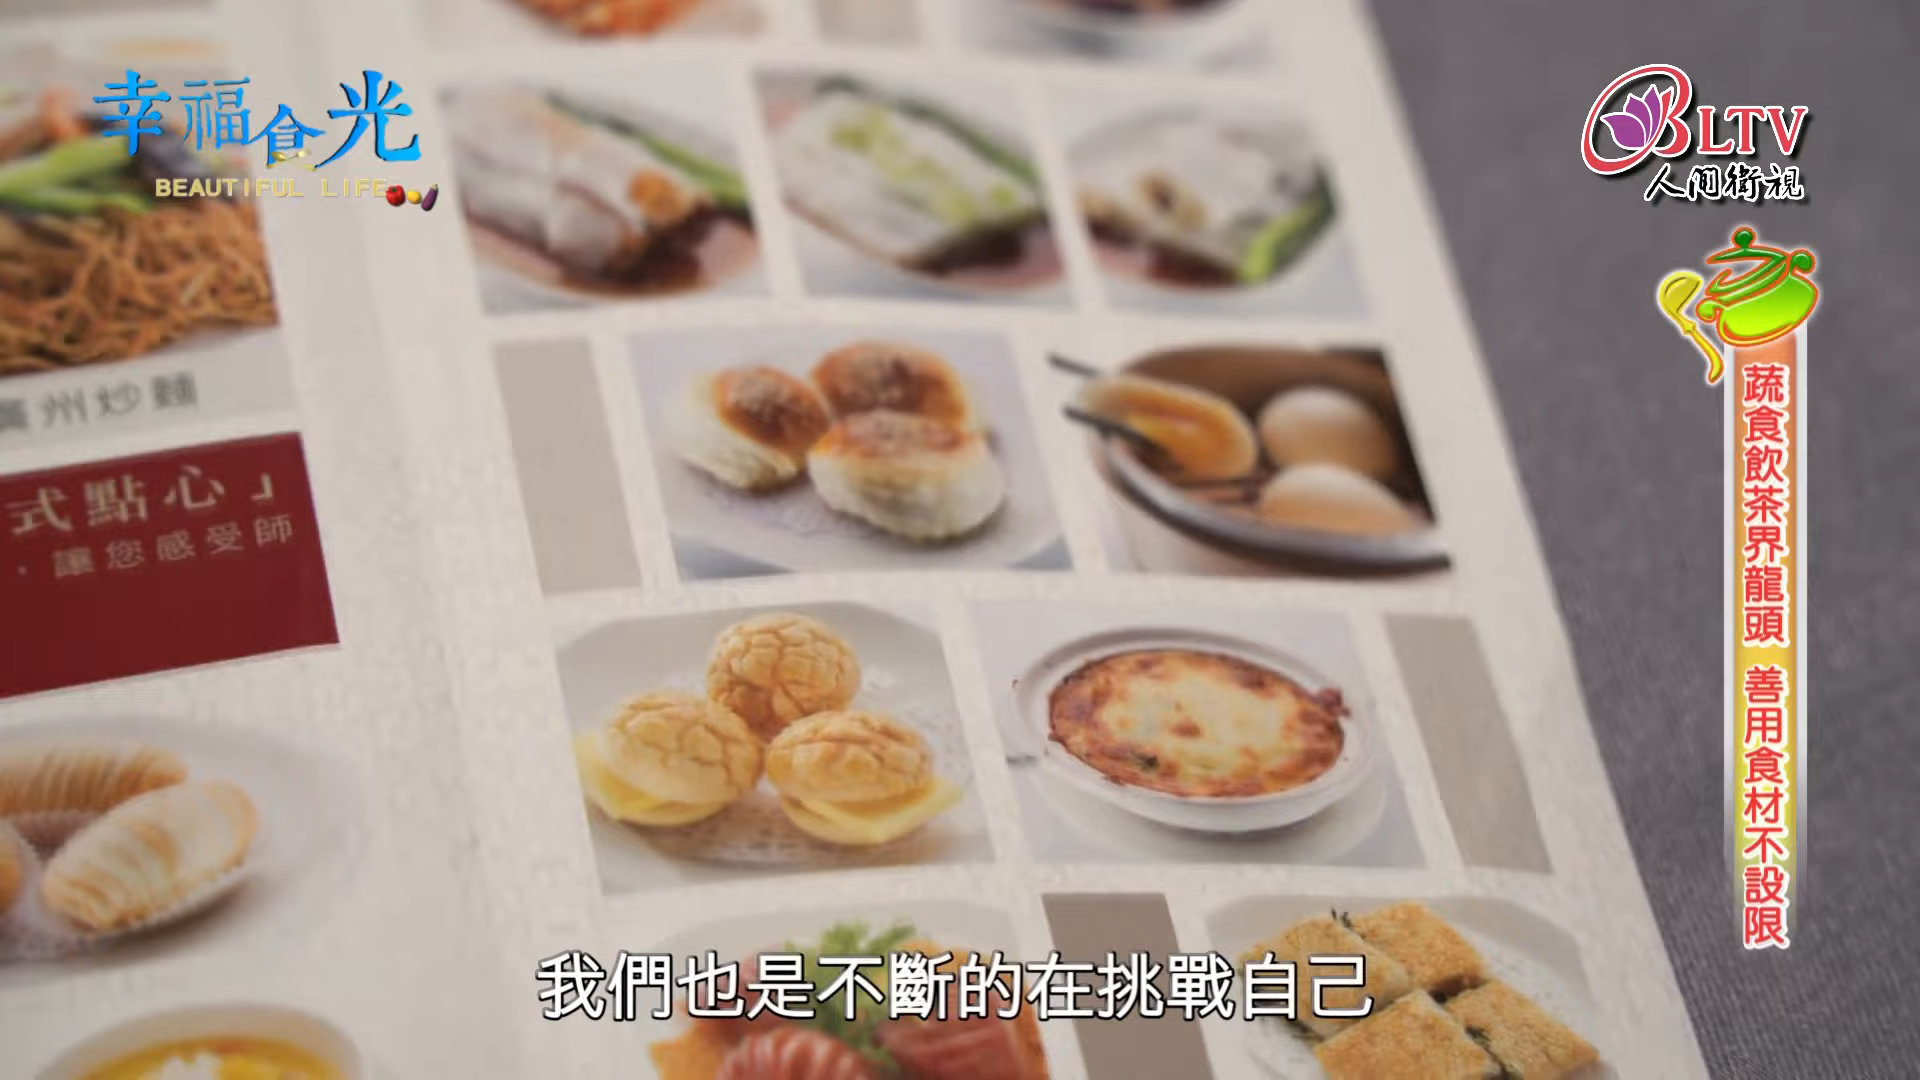 幸福食光
BEAUTIFUL LIFE
BLTV
人間衛視
蔬食飲茶界龍頭 善用食材不設限
廣州炒麵
式點心」
，讓您感受師
我們也是不斷的在挑戰自己